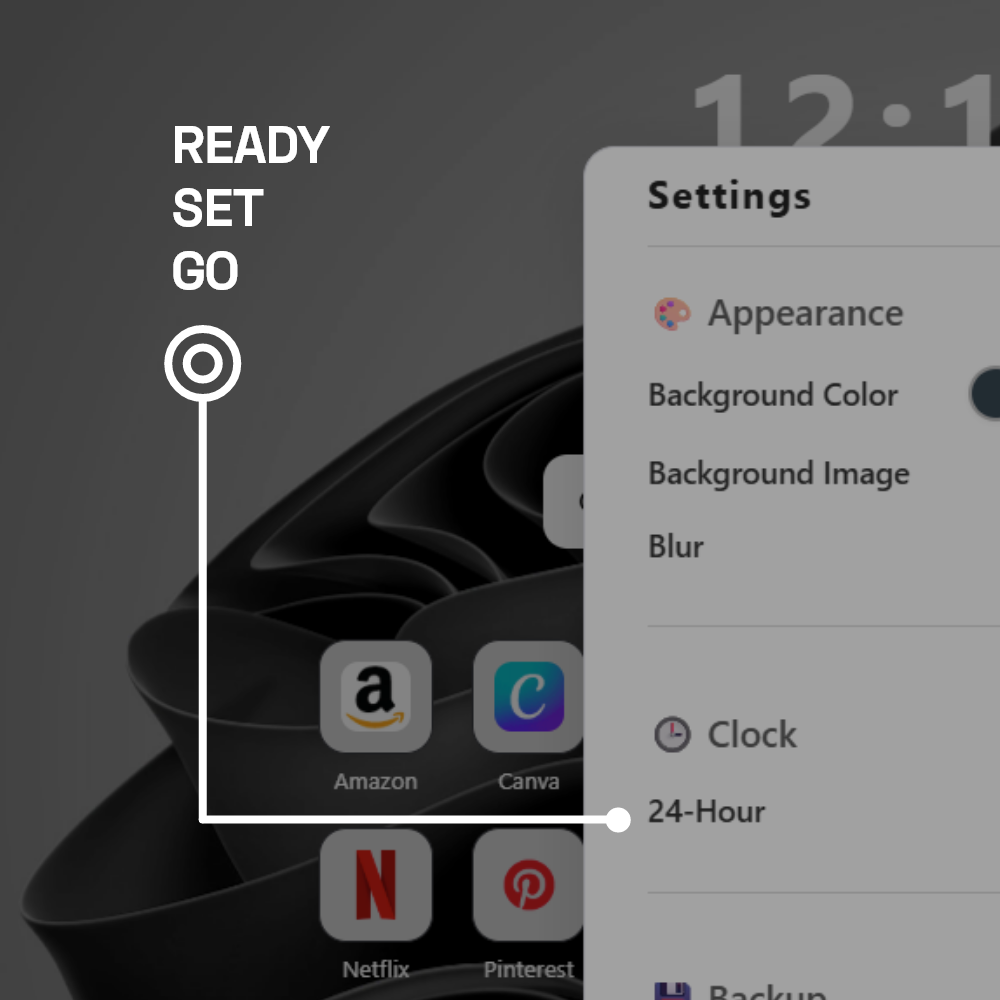 READY
SET
GO
12:1
Settings
Appearance
Background Color
Background Image
Blur
Amazon
Canva
Clock
24-Hour
Netflix
Pinterest
Backup